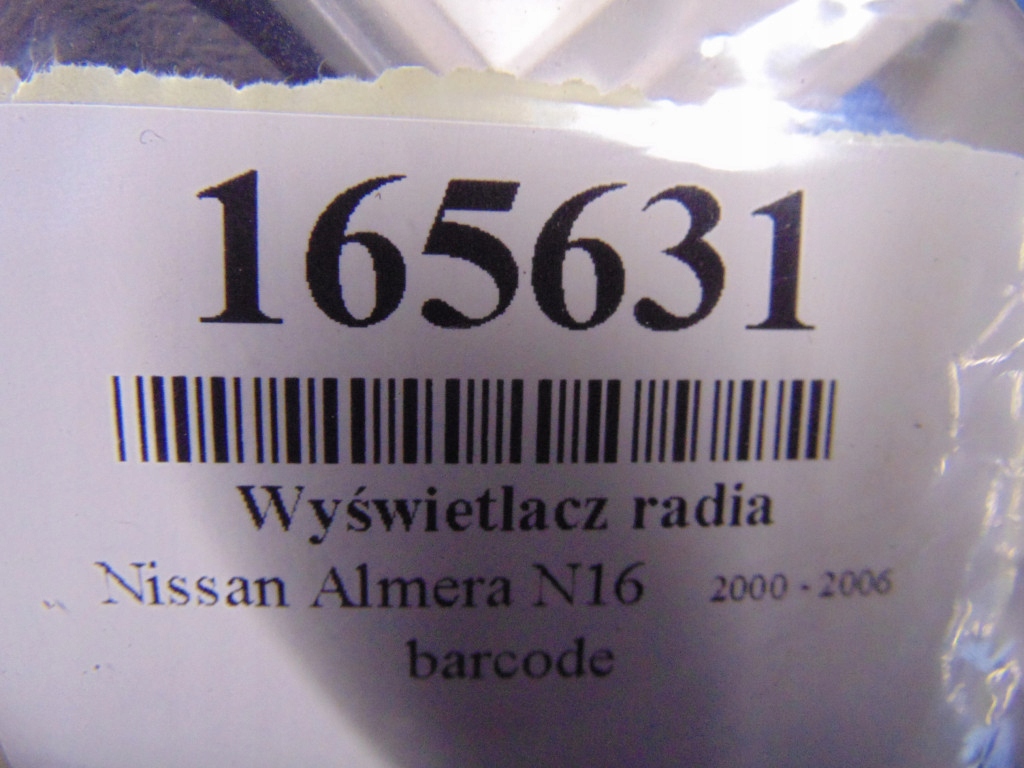 165631
Wyświetlacz radia
Nissan Almera N16 2000 - 2006
barcode